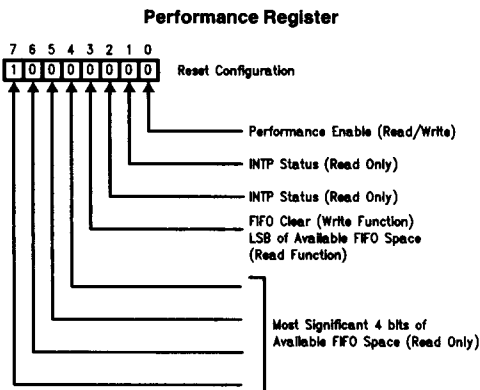 Performance Register
7 6 5 4 3 2 1 0
1 0 0 0 0 0 0 0 Reset Configuration
Performance Enable (Read/Write)
INTP Status (Read Only)
INTP Status (Read Only)
FIFO Clear (Write Function)
LSB of Available FIFO Space
(Read Function)
Most Significant 4 bits of
Available FIFO Space (Read Only)